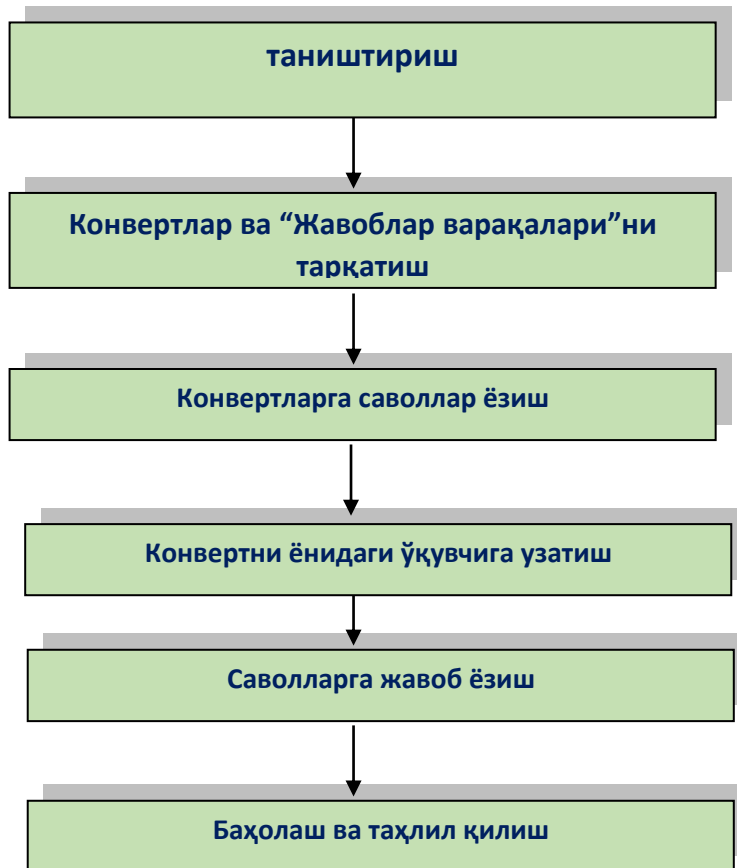 таништириш
Конвертлар ва “Жавоблар варақалари”ни
тарқатиш
Конвертларга саволлар ёзиш
Конвертни ёнидаги ўқувчига узатиш
Саволларга жавоб ёзиш
Баҳолаш ва таҳлил қилиш